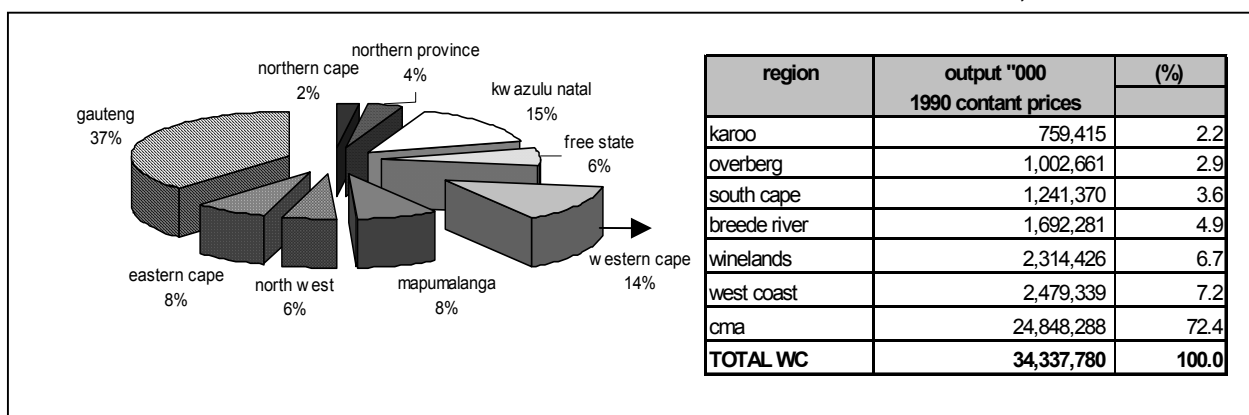 northern province
4%
northern cape
2%
kwazulu natal
15%
gauteng
37%
free state
6%
western cape
14%
mapumalanga
8%
north west
6%
eastern cape
8%
region output "000 (%)
1990 contant prices
karoo 759,415 2.2
overberg 1,002,661 2.9
south cape 1,241,370 3.6
breede river 1,692,281 4.9
winelands 2,314,426 6.7
west coast 2,479,339 7.2
cma 24,848,288 72.4
TOTAL WC 34,337,780 100.0